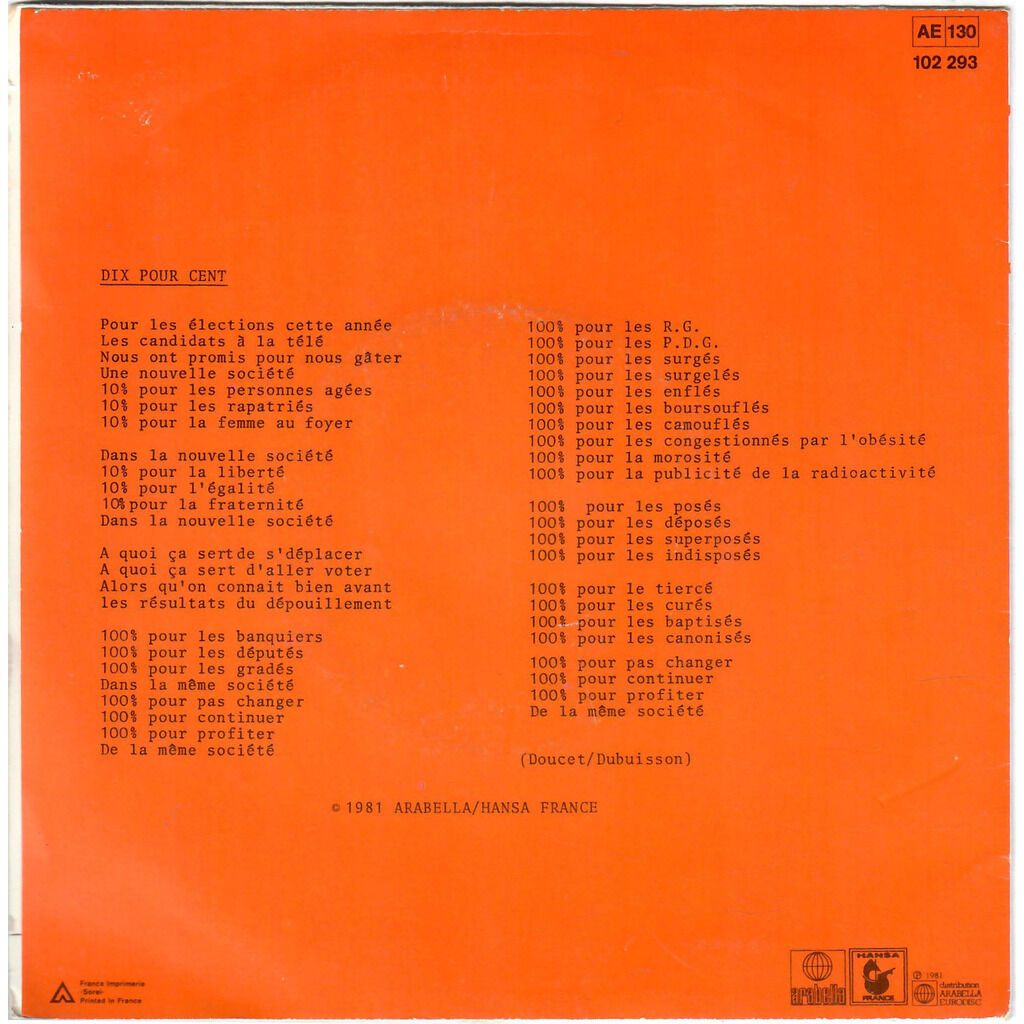 AE 130
102 293
DIX POUR CENT
Pour les élections cette année
Les candidats à la télé
Nous ont promis pour nous gâter
Une nouvelle société
10% pour les personnes agées
10% pour les rapatriés
10% pour la femme au foyer
Dans la nouvelle société
10% pour la liberté
10% pour l'égalité
10%pour la fraternité
Dans la nouvelle société
A quoi ça sertde s'déplacer
A quoi ça sert d'aller voter
Alors qu'on connait bien avant
les résultats du dépouillement
100% pour les banquiers
100% pour les députés
100% pour les gradés
Dans la même société
100% pour pas changer
100% pour continuer
100% pour profiter
De la même société
100% pour les R.G.
100% pour les P.D.G.
100% pour les surgés
100% pour les surgelés
100% pour les enflés
100% pour les boursouflés
100% pour les camouflés
100% pour les congestionnés par l'obésité
100% pour la morosité
100% pour la publicité de la radioactivité
100% pour les posés
100% pour les déposés
100% pour les superposés
100% pour les indisposés
100% pour le tiercé
100% pour les curés
100% pour les baptisés
100% pour les canonisés
100% pour pas changer
100% pour continuer
100% pour profiter
De la même société
(Doucet/Dubuisson)
© 1981 ARABELLA/HANSA FRANCE
France Imprimerie
-Sorel-
Printed in France
arabella
HANSA
FRANCE
℗ 1981
distribution
ARABELLA
EURODISC